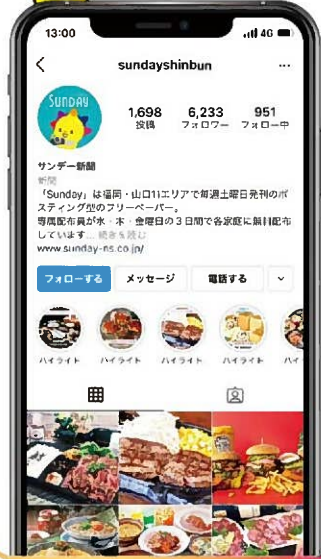 13:00
4G
sundayshinbun
SUNDAY
1,698
6,233
951
投稿
フォロワー
フォロー中
サンデー新聞
新聞
「Sunday」は福岡・山口11エリアで毎週土曜日発刊のポ
スティング型のフリーペーパー。
専属配布員が水・木・金曜日の3日間で各家庭に無料配布
しています... 続きを読む
www.sunday-ns.co.jp/
フォローする
メッセージ
電話する
ハイライト
ハイライト
ハイライト
ハイライト
ハイ